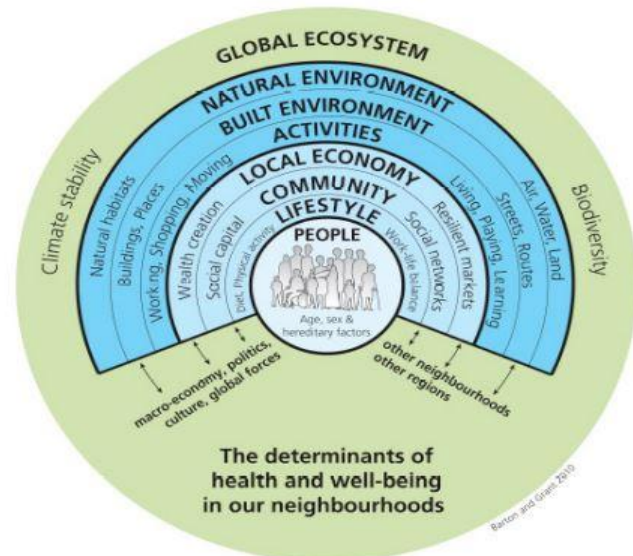 GLOBAL ECOSYSTEM
NATURAL ENVIRONMENT
BUILT ENVIRONMENT
ACTIVITIES
LOCAL ECONOMY
COMMUNITY
LIFESTYLE
PEOPLE
Age, sex &
hereditary factors
Climate stability
Natural habitats
Buildings, Places
Working, Shopping, Moving
Wealth creation
Social capital
Diet, Physical activity
Work-life balance
Social networks
Resilient markets
Living, Playing, Learning
Streets, Routes
Air, Water, Land
Biodiversity
macro-economy, politics,
culture, global forces
other neighbourhoods
other regions
The determinants of
health and well-being
in our neighbourhoods
Barton and Grant 2010